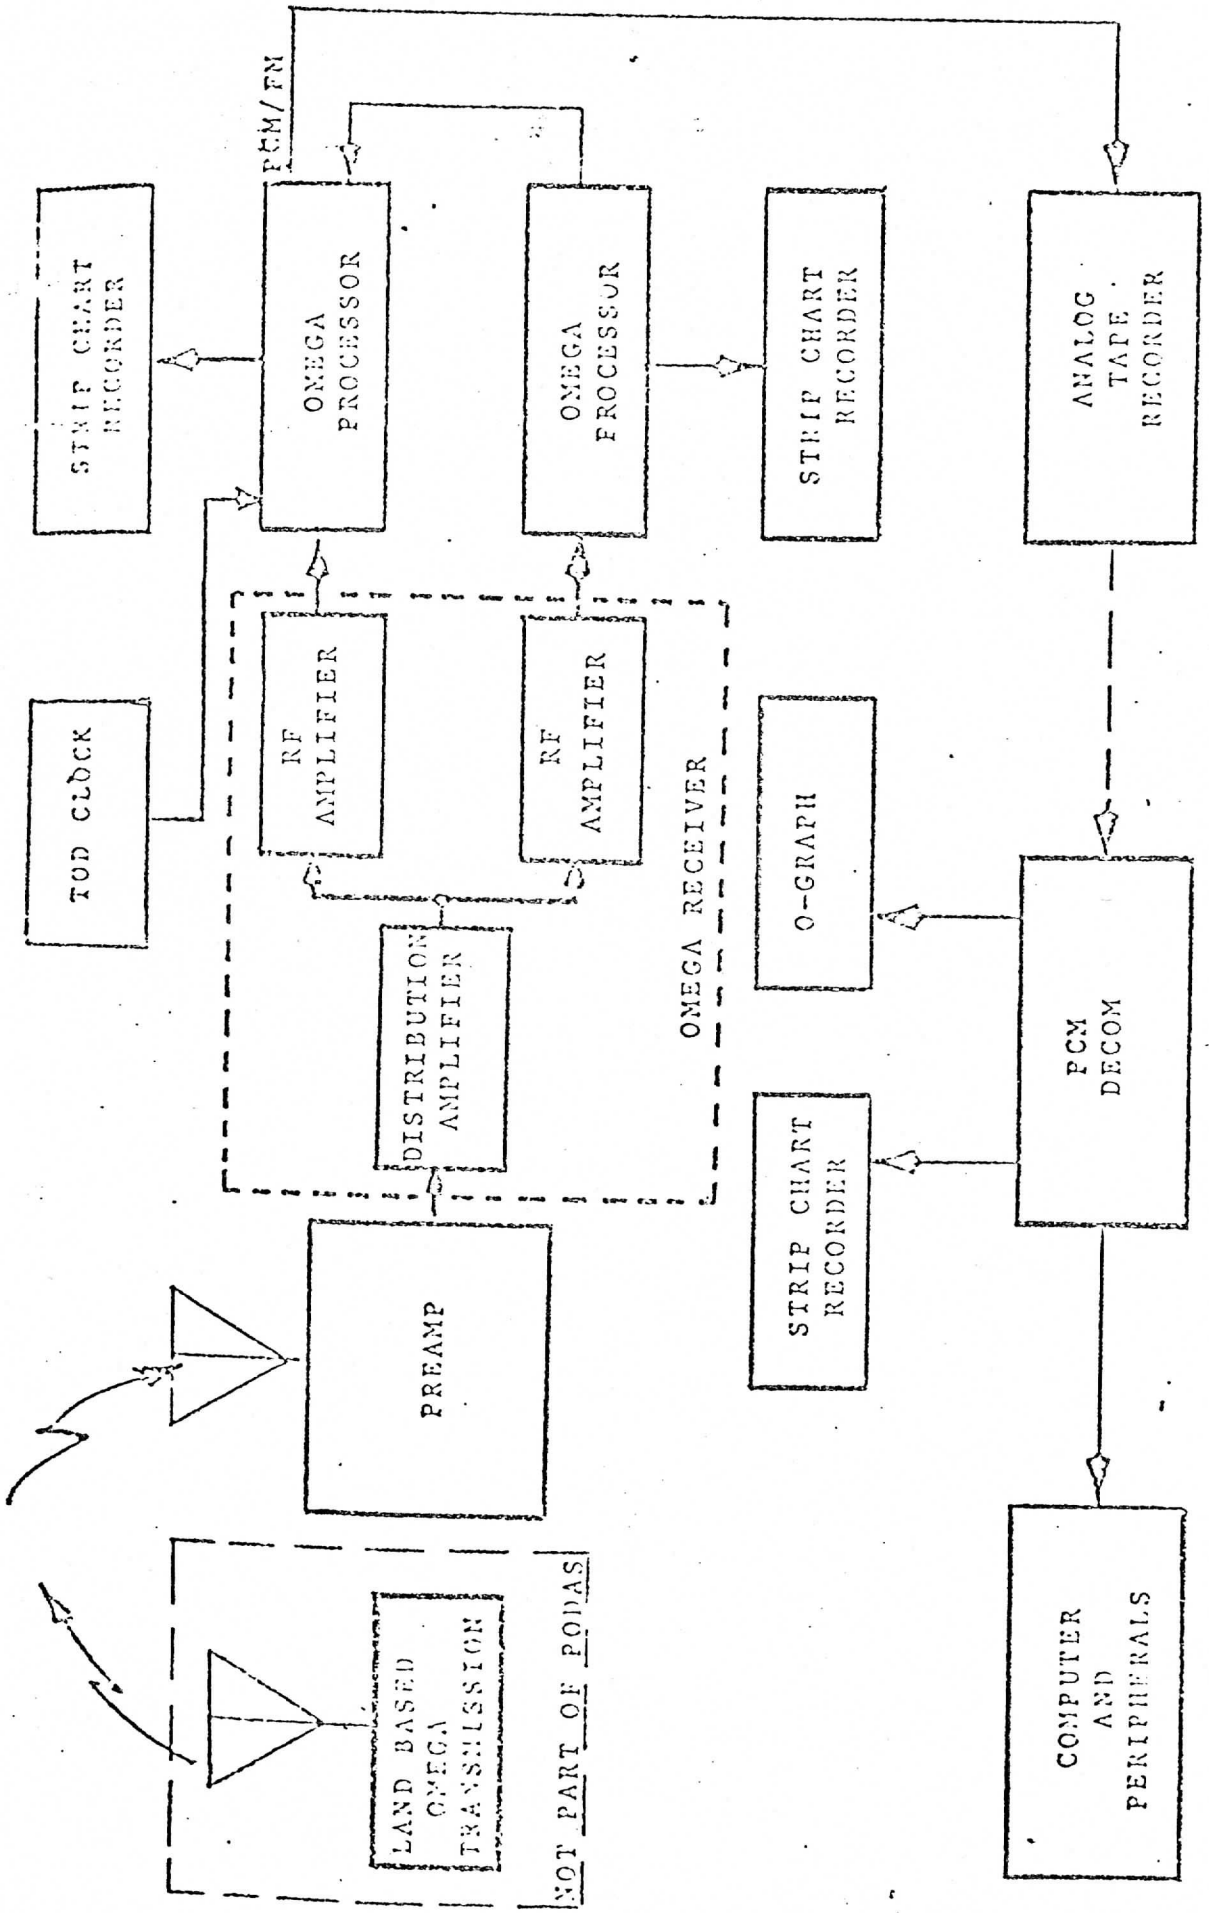 LAND BASED
OMEGA
TRANSMISSION
NOT PART OF PODAS
PREAMP
DISTRIBUTION
AMPLIFIER
RF
AMPLIFIER
RF
AMPLIFIER
OMEGA RECEIVER
TOD CLOCK
STRIP CHART
RECORDER
OMEGA
PROCESSOR
PCM/FM
OMEGA
PROCESSOR
STRIP CHART
RECORDER
COMPUTER
AND
PERIPHERALS
STRIP CHART
RECORDER
O-GRAPH
PCM
DECOM
ANALOG
TAPE
RECORDER